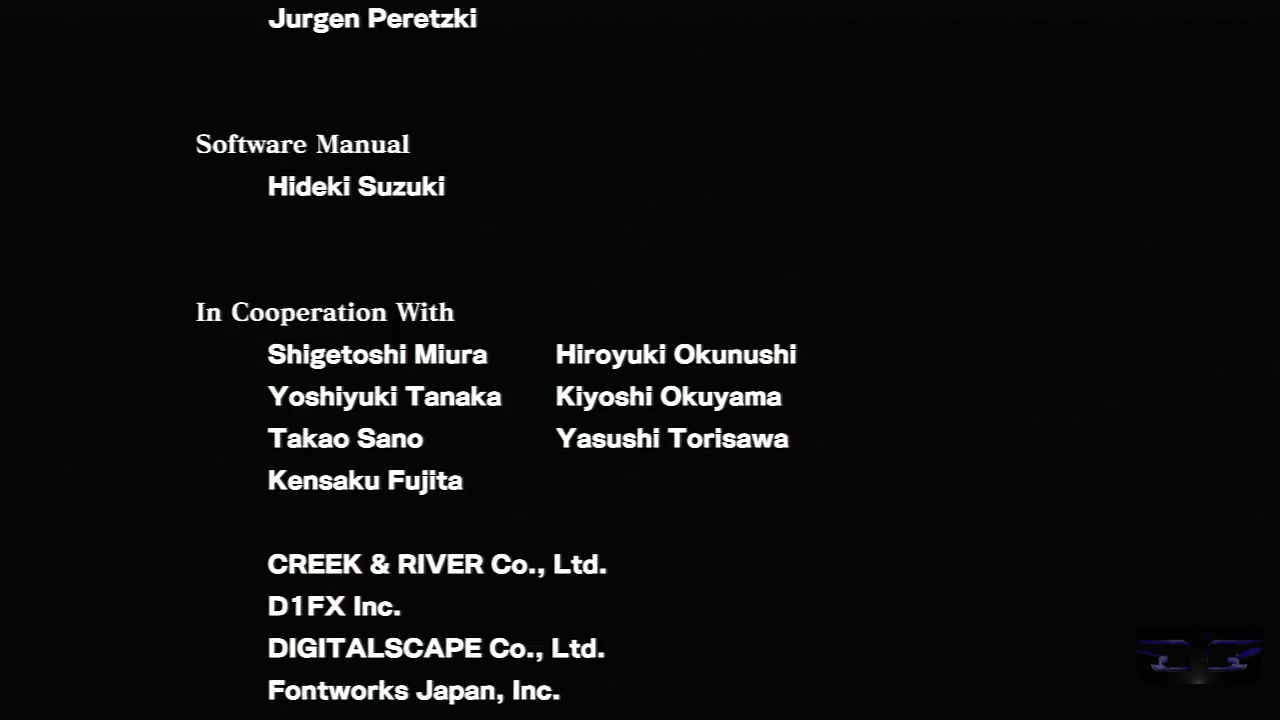 Jurgen Peretzki
Software Manual
Hideki Suzuki
In Cooperation With
Shigetoshi Miura Hiroyuki Okunushi
Yoshiyuki Tanaka Kiyoshi Okuyama
Takao Sano Yasushi Torisawa
Kensaku Fujita
CREEK & RIVER Co., Ltd.
D1FX Inc.
DIGITALSCAPE Co., Ltd.
Fontworks Japan, Inc.